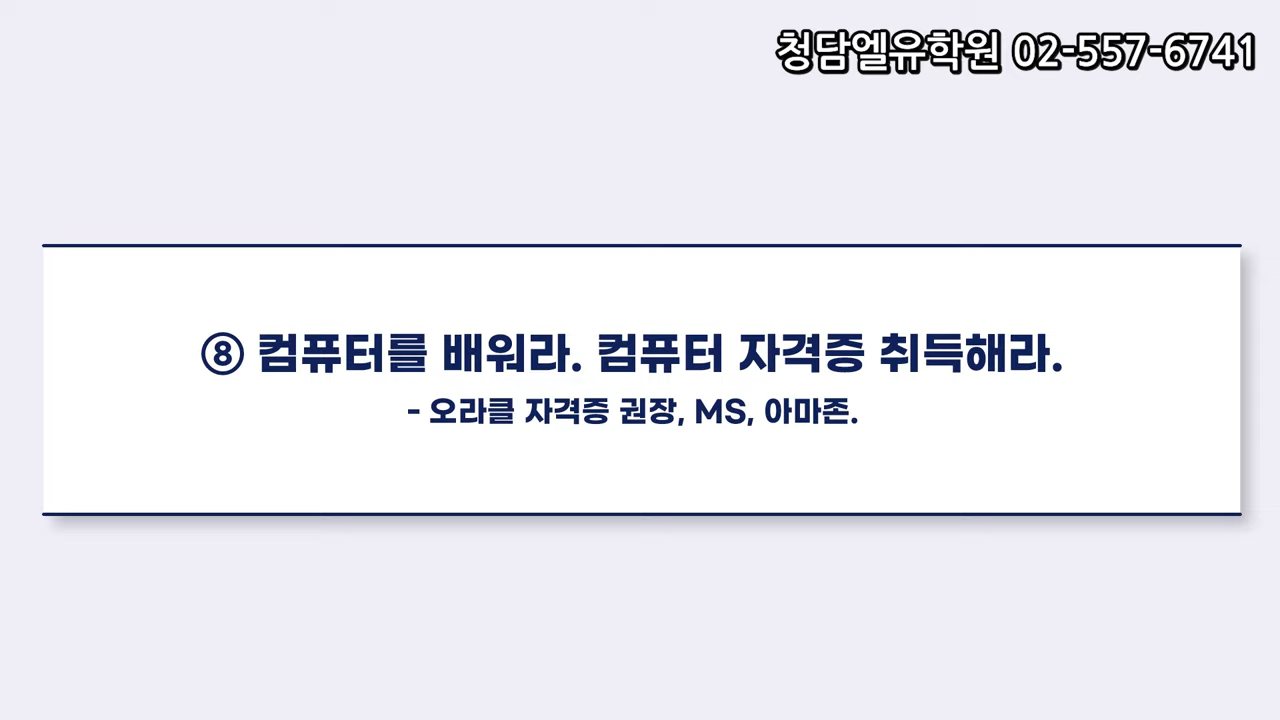 청담엘유학원 02-557-6741
⑧ 컴퓨터를 배워라. 컴퓨터 자격증 취득해라.
- 오라클 자격증 권장, MS, 아마존.